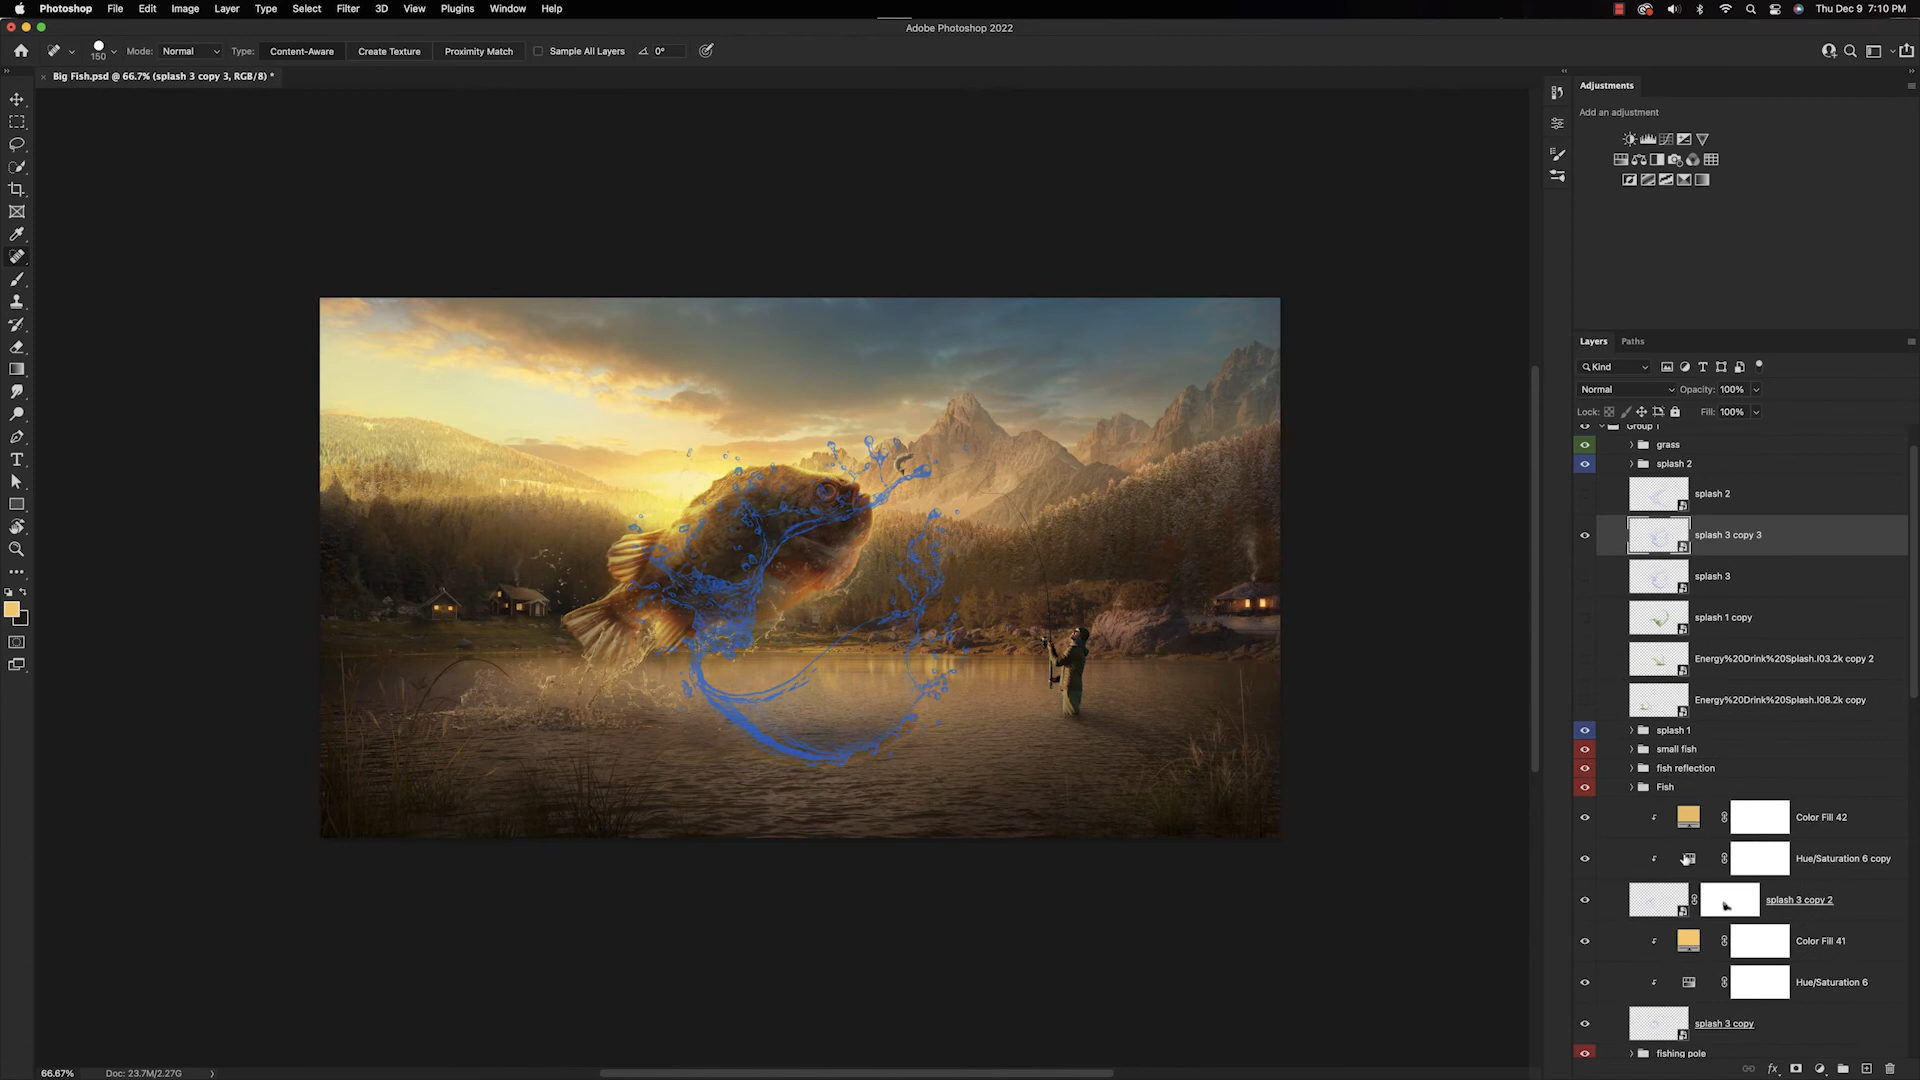 Photoshop File Edit Image Layer Type Select Filter 3D View Plugins Window Help Thu Dec 9 7:10 PM
Adobe Photoshop 2022
150 Mode: Normal Type: Content-Aware Create Texture Proximity Match Sample All Layers 0°
Big Fish.psd @ 66.7% (splash 3 copy 3, RGB/8) *
Adjustments
Add an adjustment
Layers Paths
Kind
Normal Opacity: 100%
Lock: Fill: 100%
Group 1
grass
splash 2
splash 2
splash 3 copy 3
splash 3
splash 1 copy
Energy%20Drink%20Splash.I03.2k copy 2
Energy%20Drink%20Splash.I08.2k copy
splash 1
small fish
fish reflection
Fish
Color Fill 42
Hue/Saturation 6 copy
splash 3 copy 2
Color Fill 41
Hue/Saturation 6
splash 3 copy
fishing pole
66.67% Doc: 23.7M/2.27G